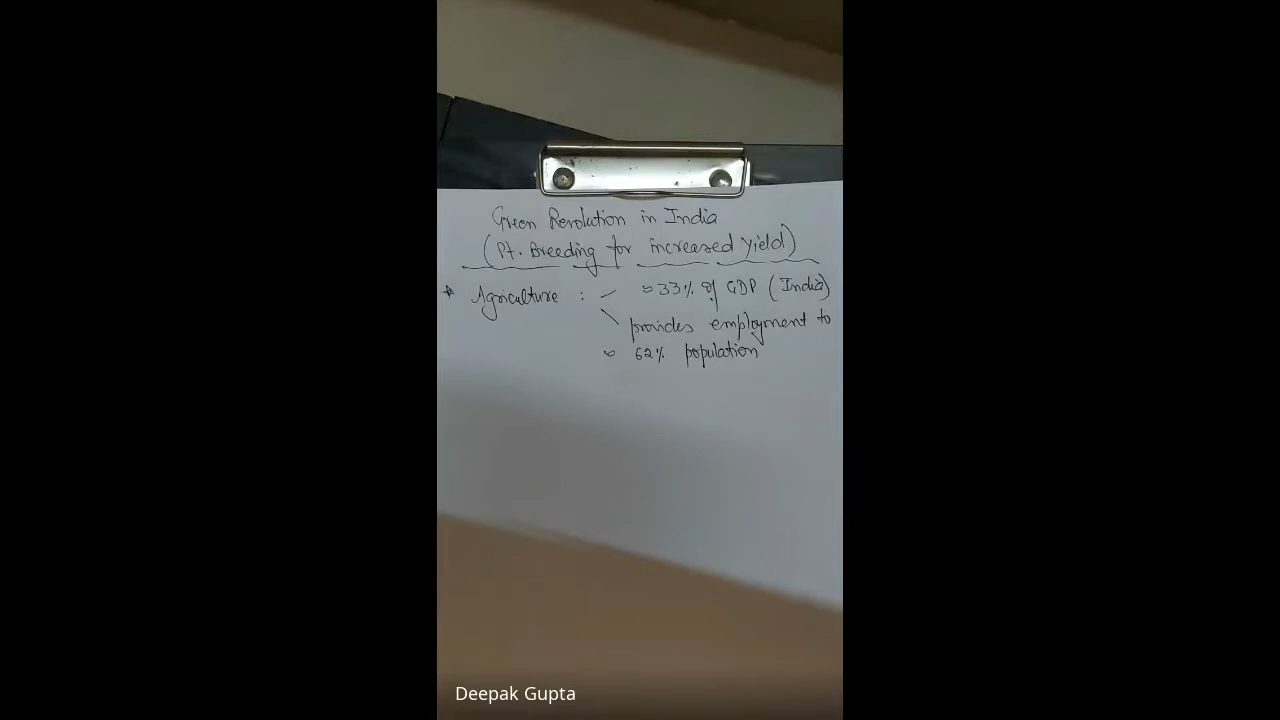 Green Revolution in India
(Pt. Breeding for increased yield)
* Agriculture : ≈ 33% of GDP (India)
provides employment to
≈ 62% population
Deepak Gupta